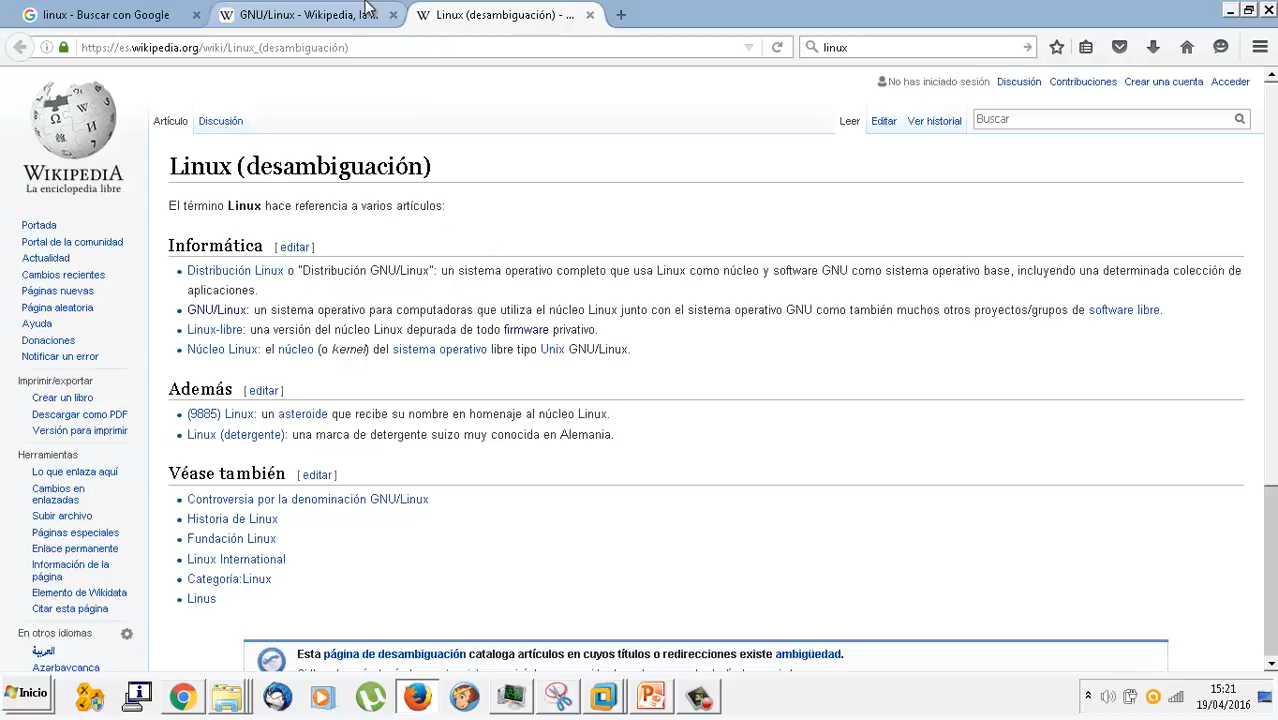 linux - Buscar con Google
GNU/Linux - Wikipedia, la...
Linux (desambiguación) - ...
https://es.wikipedia.org/wiki/Linux_(desambiguación)
linux
No has iniciado sesión Discusión Contribuciones Crear una cuenta Acceder
Artículo Discusión
Leer Editar Ver historial
Buscar
WIKIPEDIA
La enciclopedia libre
Portada
Portal de la comunidad
Actualidad
Cambios recientes
Páginas nuevas
Página aleatoria
Ayuda
Donaciones
Notificar un error
Imprimir/exportar
Crear un libro
Descargar como PDF
Versión para imprimir
Herramientas
Lo que enlaza aquí
Cambios en
enlazadas
Subir archivo
Páginas especiales
Enlace permanente
Información de la
página
Elemento de Wikidata
Citar esta página
En otros idiomas
العربية
Azərbaycanca
Linux (desambiguación)
El término Linux hace referencia a varios artículos:
Informática [ editar ]
Distribución Linux o "Distribución GNU/Linux": un sistema operativo completo que usa Linux como núcleo y software GNU como sistema operativo base, incluyendo una determinada colección de
aplicaciones.
GNU/Linux: un sistema operativo para computadoras que utiliza el núcleo Linux junto con el sistema operativo GNU como también muchos otros proyectos/grupos de software libre.
Linux-libre: una versión del núcleo Linux depurada de todo firmware privativo.
Núcleo Linux: el núcleo (o kernel) del sistema operativo libre tipo Unix GNU/Linux.
Además [ editar ]
(9885) Linux: un asteroide que recibe su nombre en homenaje al núcleo Linux.
Linux (detergente): una marca de detergente suizo muy conocida en Alemania.
Véase también [ editar ]
Controversia por la denominación GNU/Linux
Historia de Linux
Fundación Linux
Linux International
Categoría:Linux
Linus
Esta página de desambiguación cataloga artículos en cuyos títulos o redirecciones existe ambigüedad.
Inicio
15:21
19/04/2016